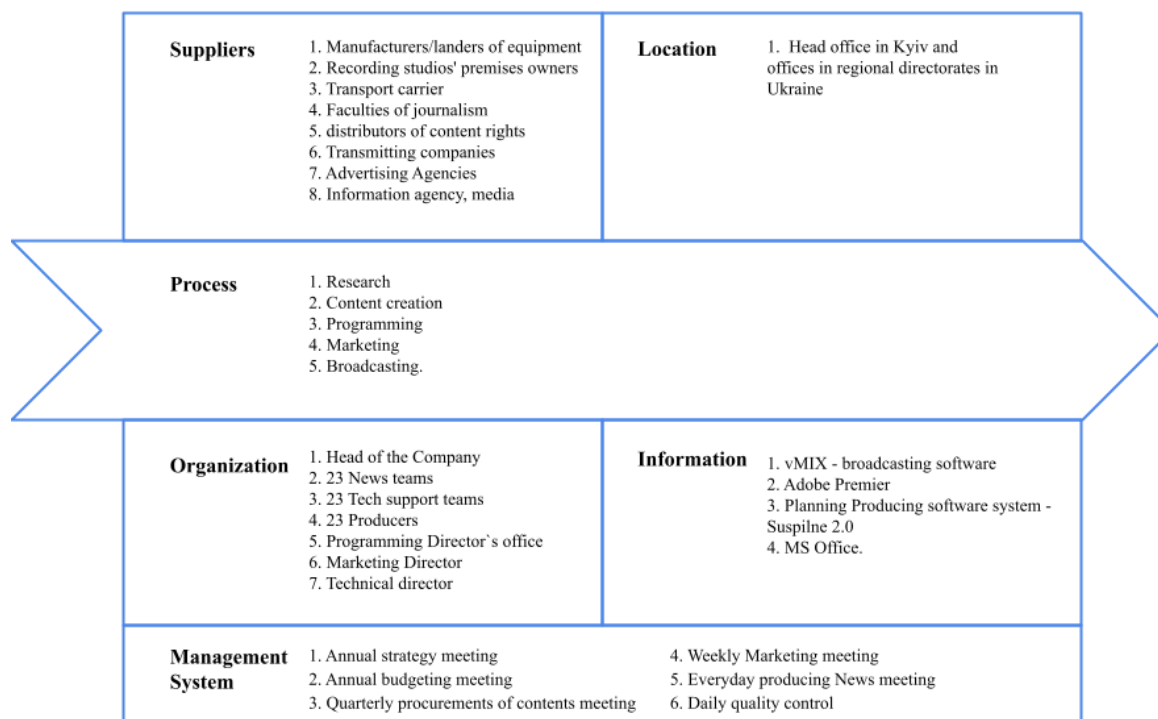 Suppliers
1. Manufacturers/landers of equipment
2. Recording studios' premises owners
3. Transport carrier
4. Faculties of journalism
5. distributors of content rights
6. Transmitting companies
7. Advertising Agencies
8. Information agency, media
Location
1. Head office in Kyiv and
offices in regional directorates in
Ukraine
Process
1. Research
2. Content creation
3. Programming
4. Marketing
5. Broadcasting.
Organization
1. Head of the Company
2. 23 News teams
3. 23 Tech support teams
4. 23 Producers
5. Programming Director`s office
6. Marketing Director
7. Technical director
Information
1. vMIX - broadcasting software
2. Adobe Premier
3. Planning Producing software system -
Suspilne 2.0
4. MS Office.
Management
System
1. Annual strategy meeting
2. Annual budgeting meeting
3. Quarterly procurements of contents meeting
4. Weekly Marketing meeting
5. Everyday producing News meeting
6. Daily quality control